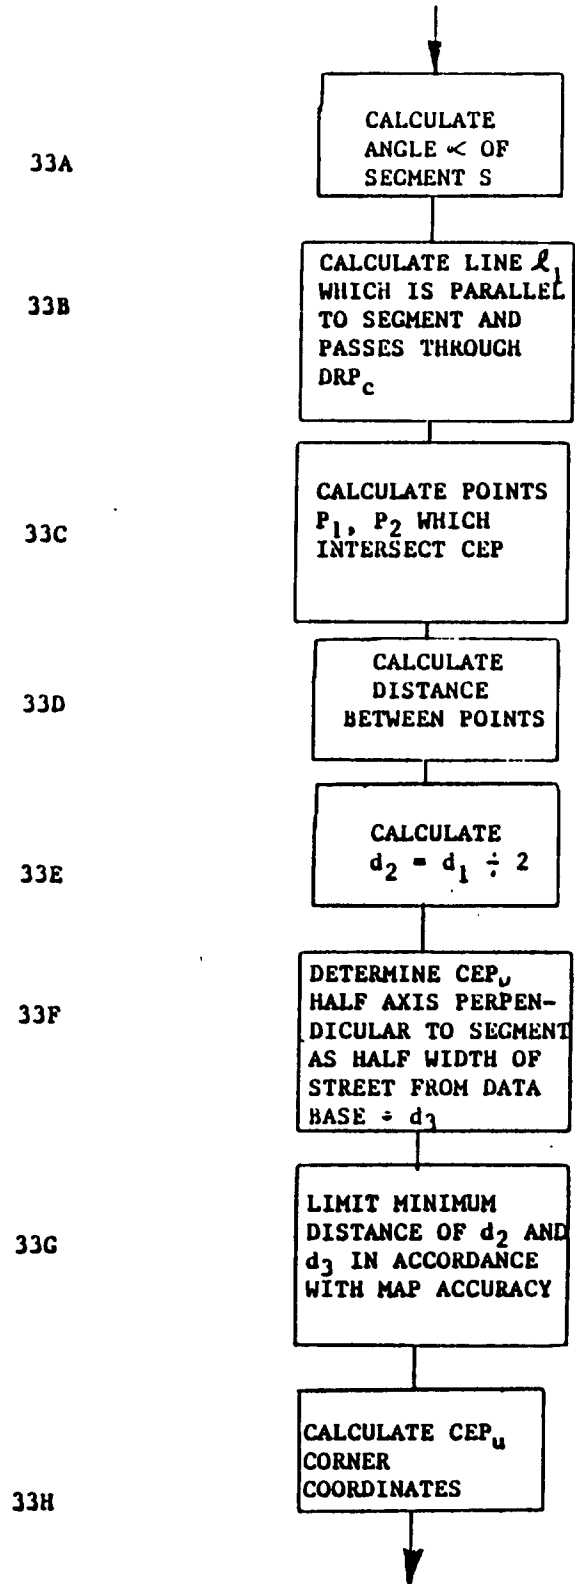 33A
CALCULATE
ANGLE ∝ OF
SEGMENT S
33B
CALCULATE LINE ℓ₁
WHICH IS PARALLEL
TO SEGMENT AND
PASSES THROUGH
DRP_c
33C
CALCULATE POINTS
P₁, P₂ WHICH
INTERSECT CEP
33D
CALCULATE
DISTANCE
BETWEEN POINTS
33E
CALCULATE
d₂ = d₁ ÷ 2
33F
DETERMINE CEP_u
HALF AXIS PERPEN-
DICULAR TO SEGMENT
AS HALF WIDTH OF
STREET FROM DATA
BASE = d₃
33G
LIMIT MINIMUM
DISTANCE OF d₂ AND
d₃ IN ACCORDANCE
WITH MAP ACCURACY
33H
CALCULATE CEP_u
CORNER
COORDINATES